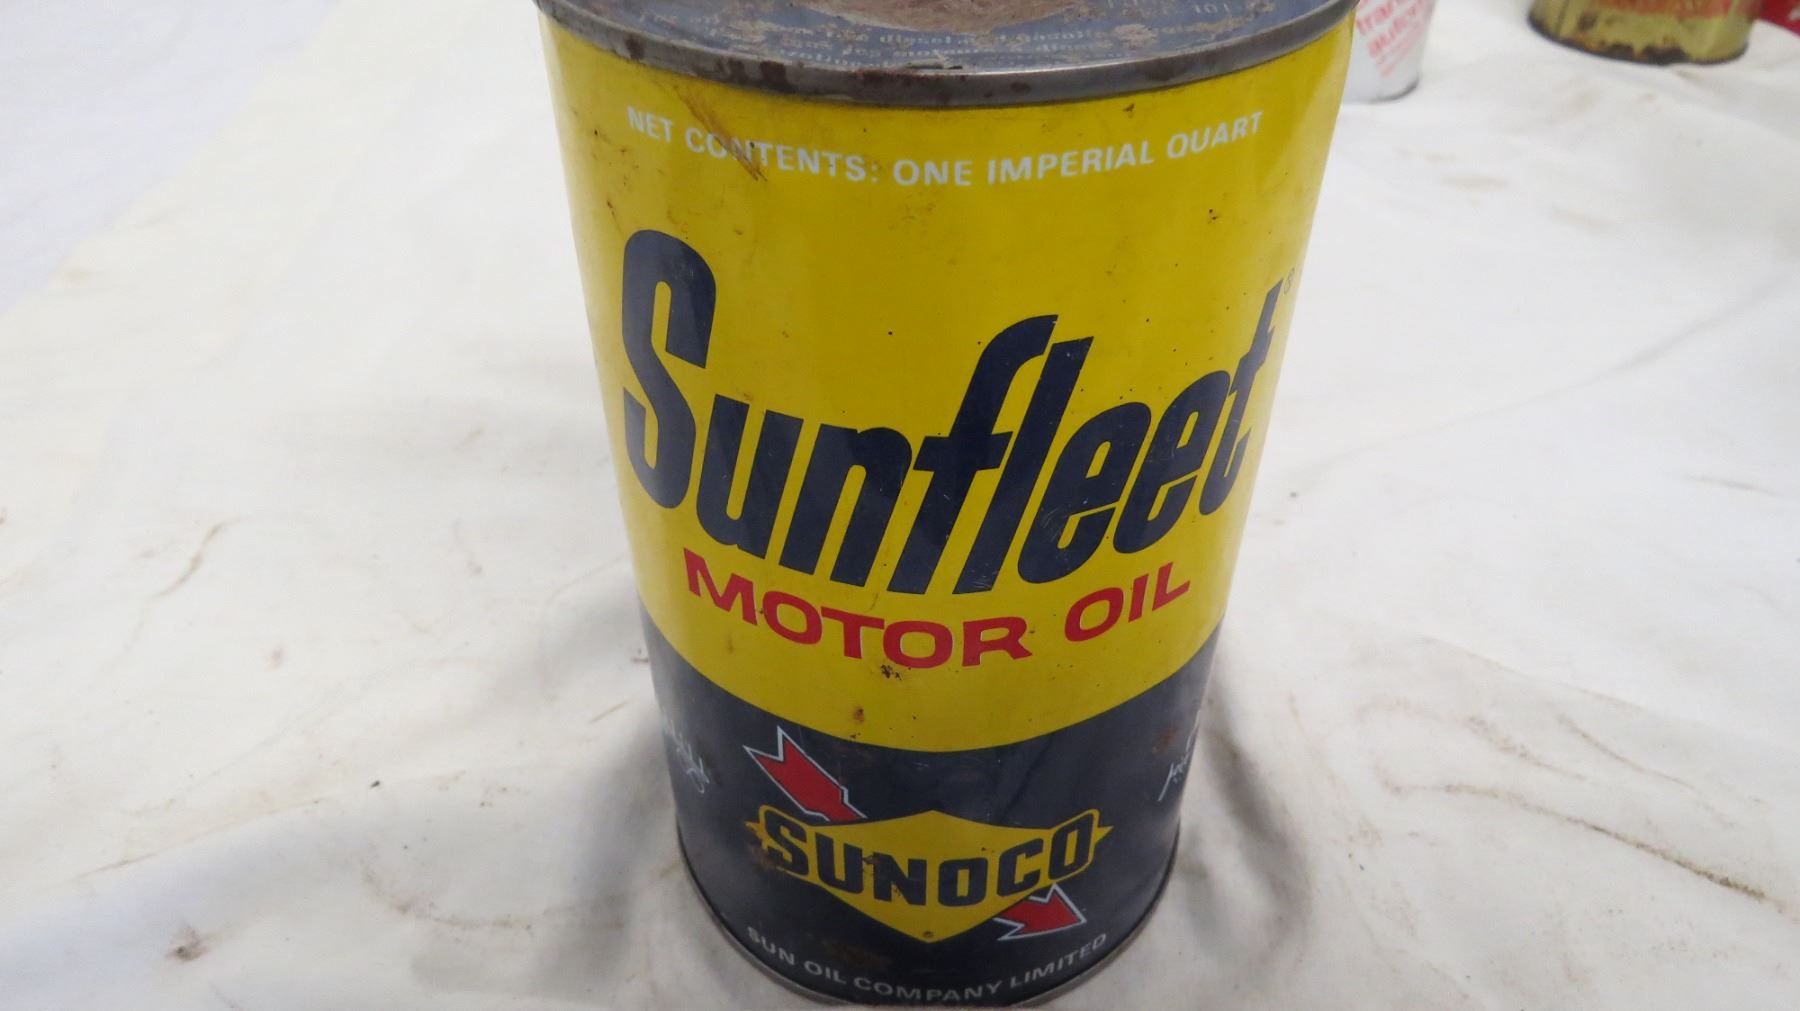 NET CONTENTS: ONE IMPERIAL QUART
Sunfleet®
MOTOR OIL
SUNOCO
SUN OIL COMPANY LIMITED